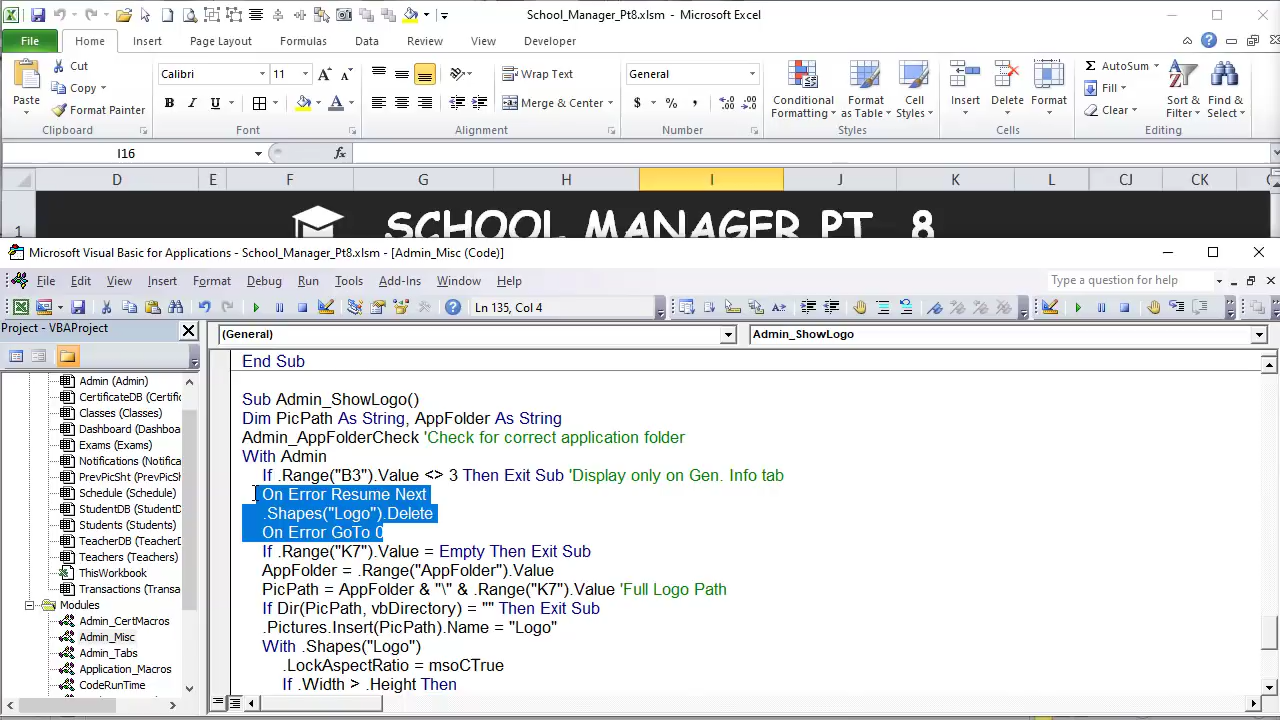 School_Manager_Pt8.xlsm - Microsoft Excel
File Home Insert Page Layout Formulas Data Review View Developer
Paste
Cut
Copy
Format Painter
Clipboard
Calibri 11
B I U A
Font
Wrap Text
Merge & Center
Alignment
General
$ % ,
Number
Conditional Formatting
Format as Table
Cell Styles
Styles
Insert
Delete
Format
Cells
AutoSum
Fill
Clear
Sort & Filter
Find & Select
Editing
I16 fx
D E F G H I J K L CJ CK
1 SCHOOL MANAGER PT. 8
Microsoft Visual Basic for Applications - School_Manager_Pt8.xlsm - [Admin_Misc (Code)]
File Edit View Insert Format Debug Run Tools Add-Ins Window Help Type a question for help
Ln 135, Col 4
Project - VBAProject
Admin (Admin)
CertificateDB (Certific
Classes (Classes)
Dashboard (Dashboa
Exams (Exams)
Notifications (Notifica
PrevPicSht (PrevPicSh
Schedule (Schedule)
StudentDB (StudentD
Students (Students)
TeacherDB (TeacherD
Teachers (Teachers)
ThisWorkbook
Transactions (Transa
Modules
Admin_CertMacros
Admin_Misc
Admin_Tabs
Application_Macros
CodeRunTime
(General) Admin_ShowLogo
End Sub
Sub Admin_ShowLogo()
Dim PicPath As String, AppFolder As String
Admin_AppFolderCheck 'Check for correct application folder
With Admin
If .Range("B3").Value <> 3 Then Exit Sub 'Display only on Gen. Info tab
On Error Resume Next
.Shapes("Logo").Delete
On Error GoTo 0
If .Range("K7").Value = Empty Then Exit Sub
AppFolder = .Range("AppFolder").Value
PicPath = AppFolder & "\" & .Range("K7").Value 'Full Logo Path
If Dir(PicPath, vbDirectory) = "" Then Exit Sub
.Pictures.Insert(PicPath).Name = "Logo"
With .Shapes("Logo")
.LockAspectRatio = msoCTrue
If .Width > .Height Then